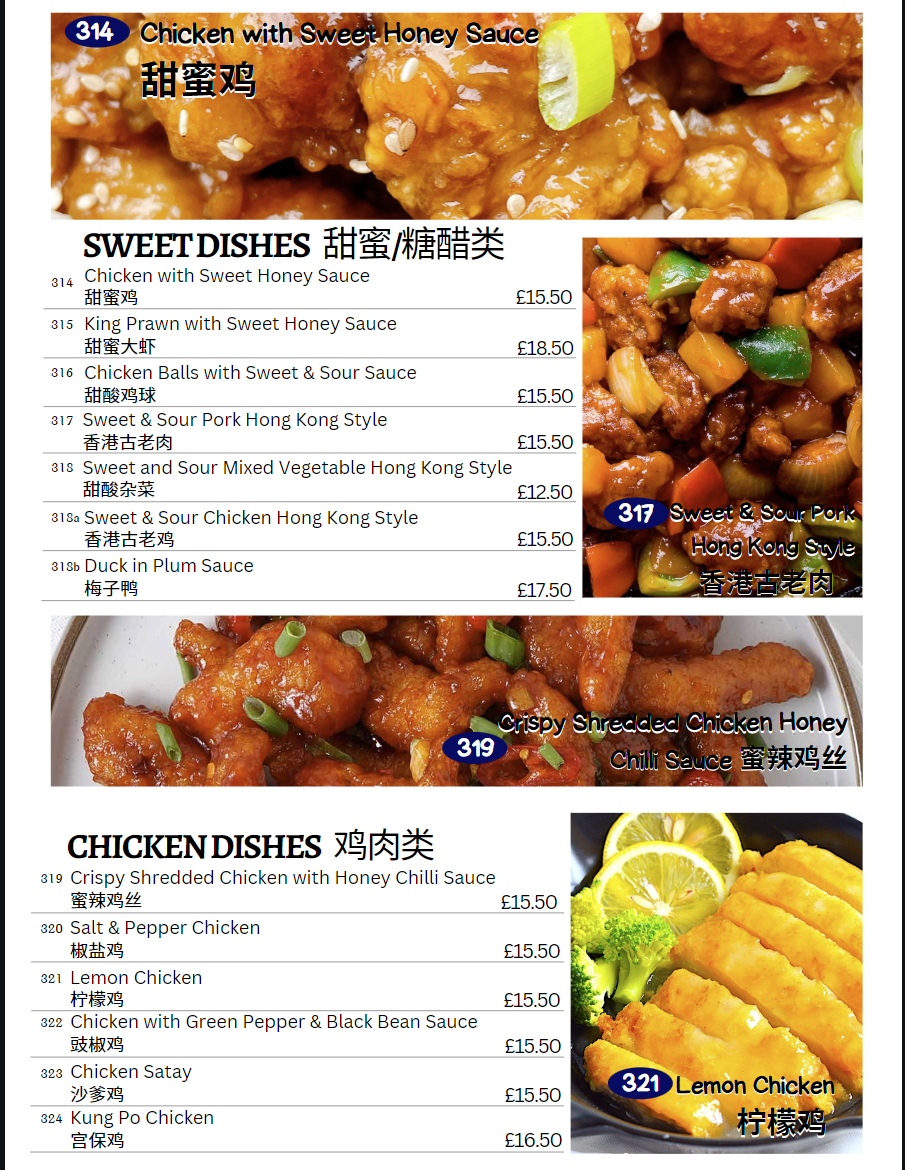 314 Chicken with Sweet Honey Sauce
甜蜜鸡
SWEET DISHES 甜蜜/糖醋类
314 Chicken with Sweet Honey Sauce
甜蜜鸡 £15.50
315 King Prawn with Sweet Honey Sauce
甜蜜大虾 £18.50
316 Chicken Balls with Sweet & Sour Sauce
甜酸鸡球 £15.50
317 Sweet & Sour Pork Hong Kong Style
香港古老肉 £15.50
318 Sweet and Sour Mixed Vegetable Hong Kong Style
甜酸杂菜 £12.50
318a Sweet & Sour Chicken Hong Kong Style
香港古老鸡 £15.50
318b Duck in Plum Sauce
梅子鸭 £17.50
317 Sweet & Sour Pork
Hong Kong Style
香港古老肉
Crispy Shredded Chicken Honey
319 Chilli Sauce 蜜辣鸡丝
CHICKEN DISHES 鸡肉类
319 Crispy Shredded Chicken with Honey Chilli Sauce
蜜辣鸡丝 £15.50
320 Salt & Pepper Chicken
椒盐鸡 £15.50
321 Lemon Chicken
柠檬鸡 £15.50
322 Chicken with Green Pepper & Black Bean Sauce
豉椒鸡 £15.50
323 Chicken Satay
沙爹鸡 £15.50
324 Kung Po Chicken
宫保鸡 £16.50
321 Lemon Chicken
柠檬鸡